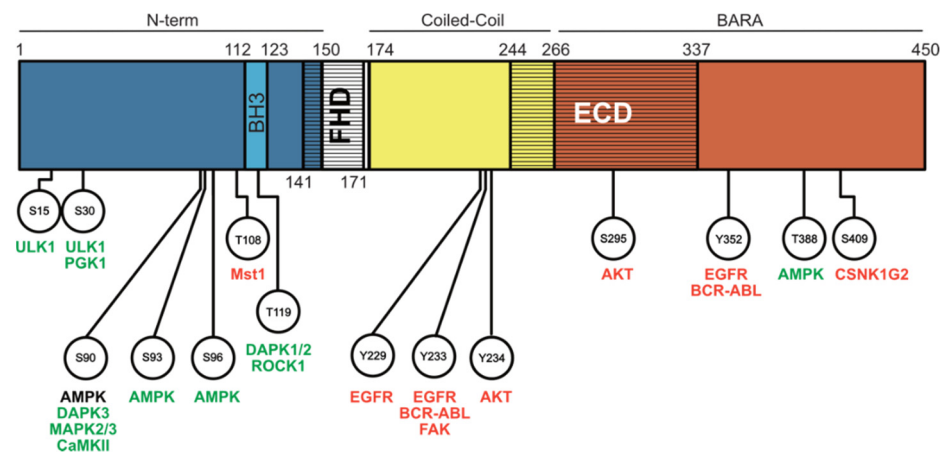 N-term Coiled-Coil BARA
1 112 123 150 174 244 266 337 450
BH3
FHD
ECD
141 171
S15 S30
ULK1 ULK1
PGK1
T108
Mst1
S295 Y352 T388 S409
AKT EGFR AMPK CSNK1G2
BCR-ABL
T119
DAPK1/2
ROCK1
S90 S93 S96 Y229 Y233 Y234
AMPK AMPK AMPK EGFR EGFR AKT
DAPK3 BCR-ABL
MAPK2/3 FAK
CaMKII